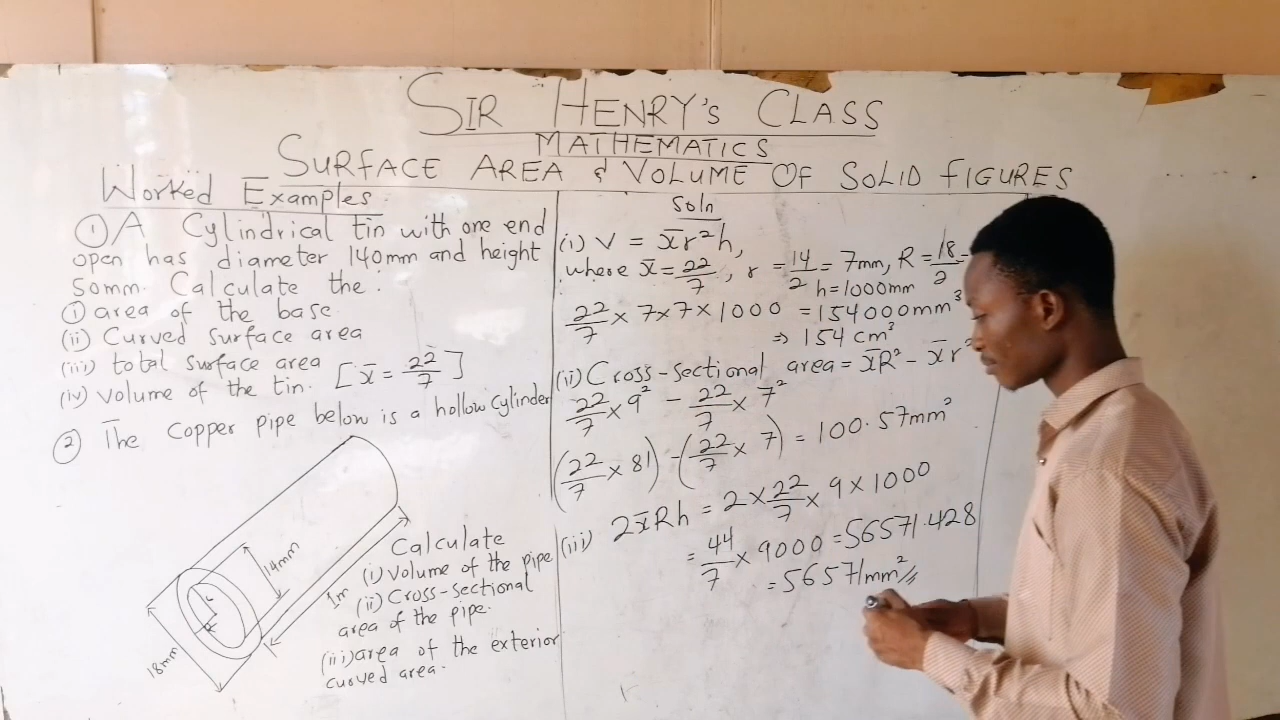 SIR HENRY'S CLASS
MATHEMATICS
SURFACE AREA & VOLUME OF SOLID FIGURES
Worked Examples
① A Cylindrical tin with one end
open has diameter 140mm and height
50mm. Calculate the:
① area of the base.
(ii) Curved surface area
(iii) total surface area
(iv) volume of the tin. [π = 22/7]
② The copper pipe below is a hollow cylinder
14mm
1m
18mm
r
R
Calculate
(i) Volume of the pipe
(ii) Cross-sectional
area of the pipe.
(iii) area of the exterior
curved area.
Soln
(i) V = πr²h,
where π = 22/7, r = 14/2 = 7mm, R = 18/2 =
h = 1000mm
22/7 × 7 × 7 × 1000 = 154000mm³
⇒ 154 cm³
(ii) Cross-sectional area = πR² - πr²
22/7 × 9² - 22/7 × 7²
(22/7 × 81) - (22/7 × 7) = 100.57mm²
(iii) 2πRh = 2 × 22/7 × 9 × 1000
= 44/7 × 9000 = 56571.428
= 56571mm²